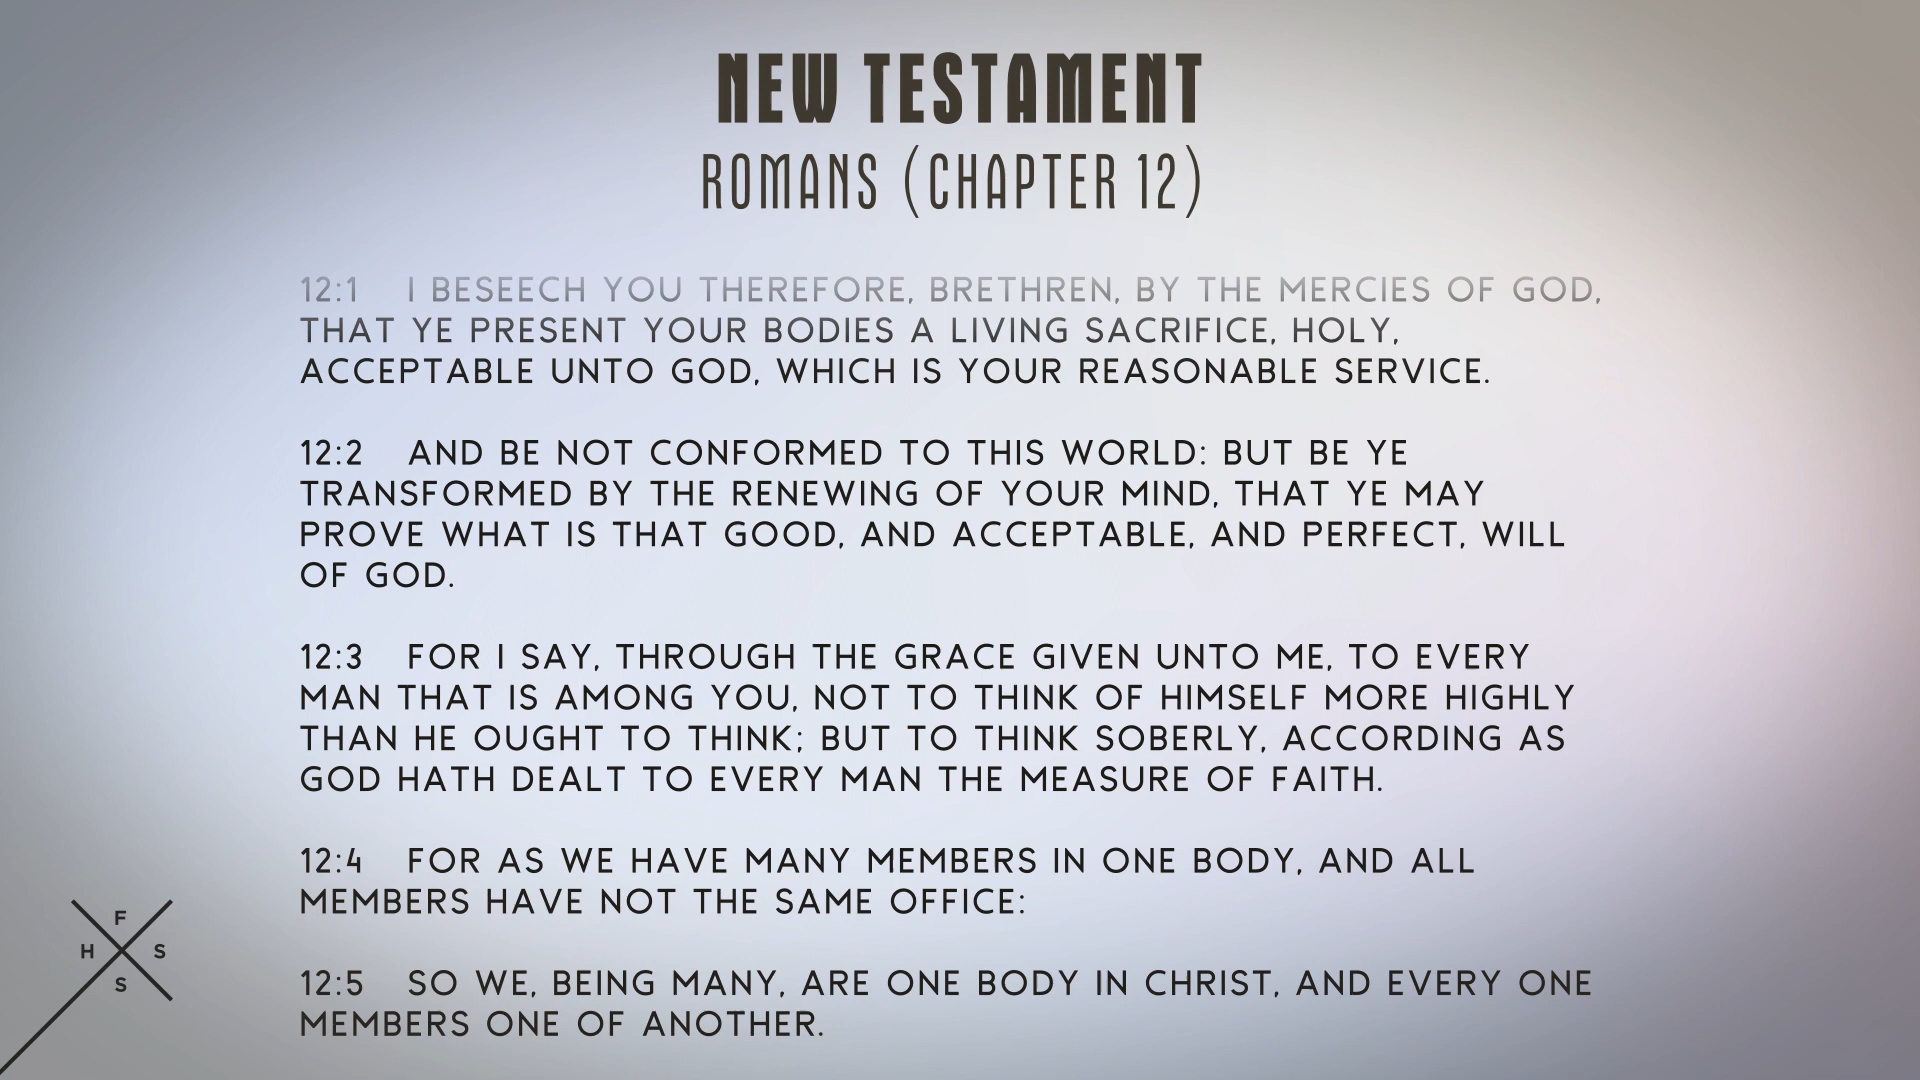 NEW TESTAMENT
ROMANS (CHAPTER 12)
12:1 I BESEECH YOU THEREFORE, BRETHREN, BY THE MERCIES OF GOD,
THAT YE PRESENT YOUR BODIES A LIVING SACRIFICE, HOLY,
ACCEPTABLE UNTO GOD, WHICH IS YOUR REASONABLE SERVICE.
12:2 AND BE NOT CONFORMED TO THIS WORLD: BUT BE YE
TRANSFORMED BY THE RENEWING OF YOUR MIND, THAT YE MAY
PROVE WHAT IS THAT GOOD, AND ACCEPTABLE, AND PERFECT, WILL
OF GOD.
12:3 FOR I SAY, THROUGH THE GRACE GIVEN UNTO ME, TO EVERY
MAN THAT IS AMONG YOU, NOT TO THINK OF HIMSELF MORE HIGHLY
THAN HE OUGHT TO THINK; BUT TO THINK SOBERLY, ACCORDING AS
GOD HATH DEALT TO EVERY MAN THE MEASURE OF FAITH.
12:4 FOR AS WE HAVE MANY MEMBERS IN ONE BODY, AND ALL
MEMBERS HAVE NOT THE SAME OFFICE:
12:5 SO WE, BEING MANY, ARE ONE BODY IN CHRIST, AND EVERY ONE
MEMBERS ONE OF ANOTHER.
F
H S
S